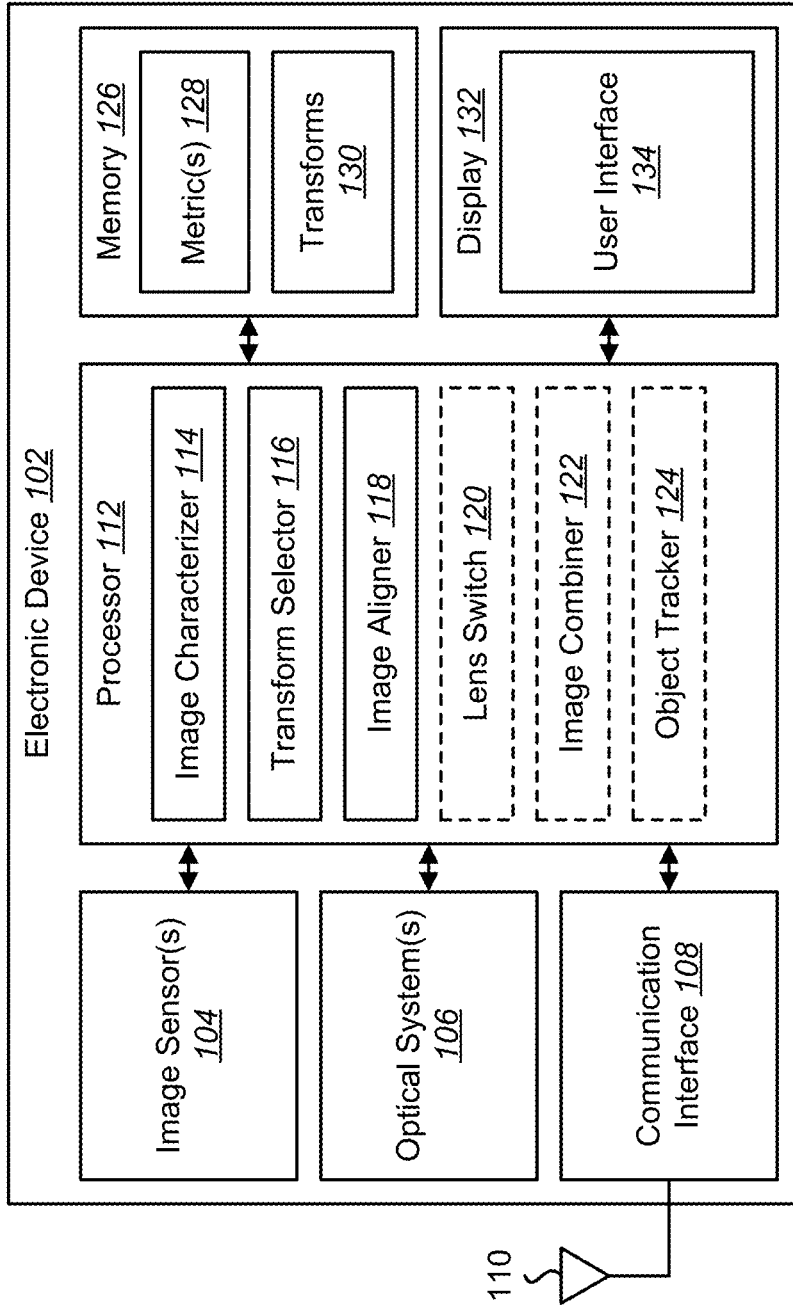 Electronic Device 102
Image Sensor(s)
104
Optical System(s)
106
Communication
Interface 108
110
Processor 112
Image Characterizer 114
Transform Selector 116
Image Aligner 118
Lens Switch 120
Image Combiner 122
Object Tracker 124
Memory 126
Metric(s) 128
Transforms
130
Display 132
User Interface
134